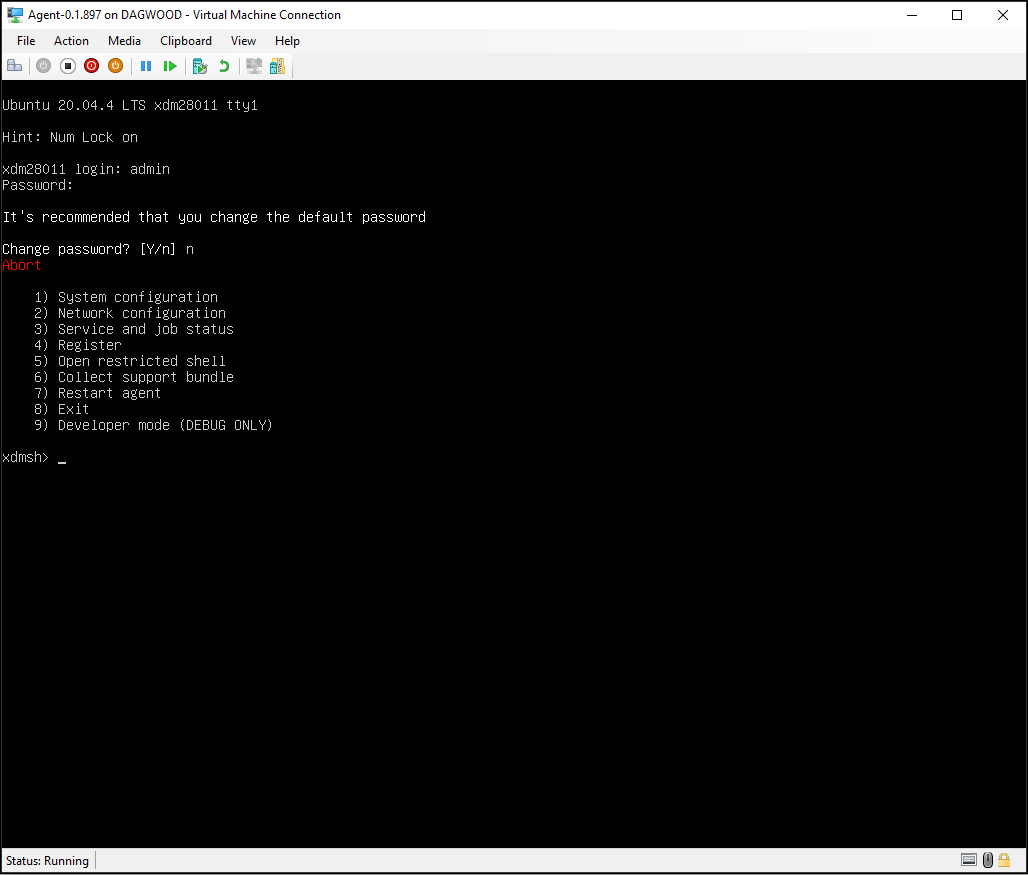 Agent-0.1.897 on DAGWOOD - Virtual Machine Connection
File Action Media Clipboard View Help
Ubuntu 20.04.4 LTS xdm28011 tty1
Hint: Num Lock on
xdm28011 login: admin
Password:
It's recommended that you change the default password
Change password? [Y/n] n
Abort
1) System configuration
2) Network configuration
3) Service and job status
4) Register
5) Open restricted shell
6) Collect support bundle
7) Restart agent
8) Exit
9) Developer mode (DEBUG ONLY)
xdmsh> _
Status: Running